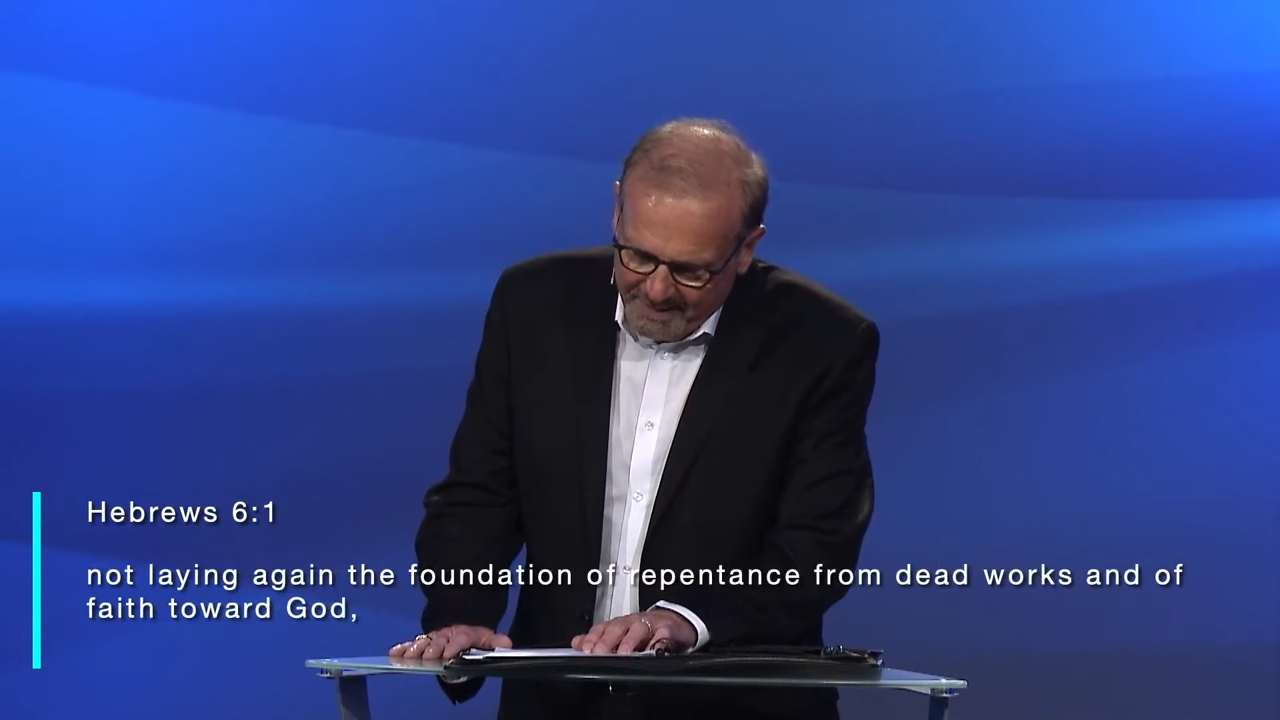 Hebrews 6:1
not laying again the foundation of repentance from dead works and of
faith toward God,